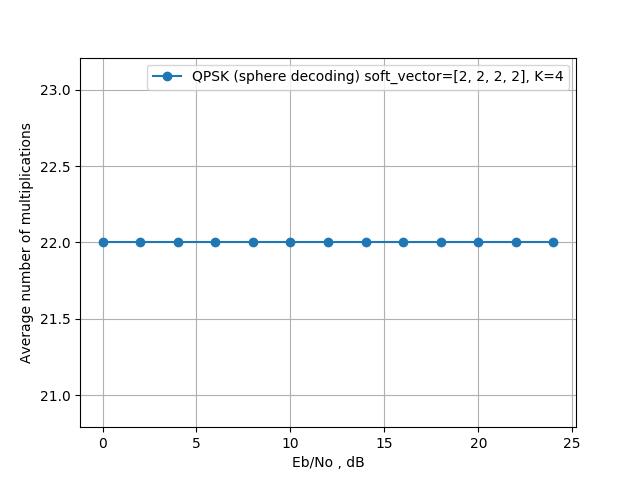 QPSK (sphere decoding) soft_vector=[2, 2, 2, 2], K=4
23.0
22.5
22.0
21.5
21.0
Average number of multiplications
0 5 10 15 20 25
Eb/No , dB